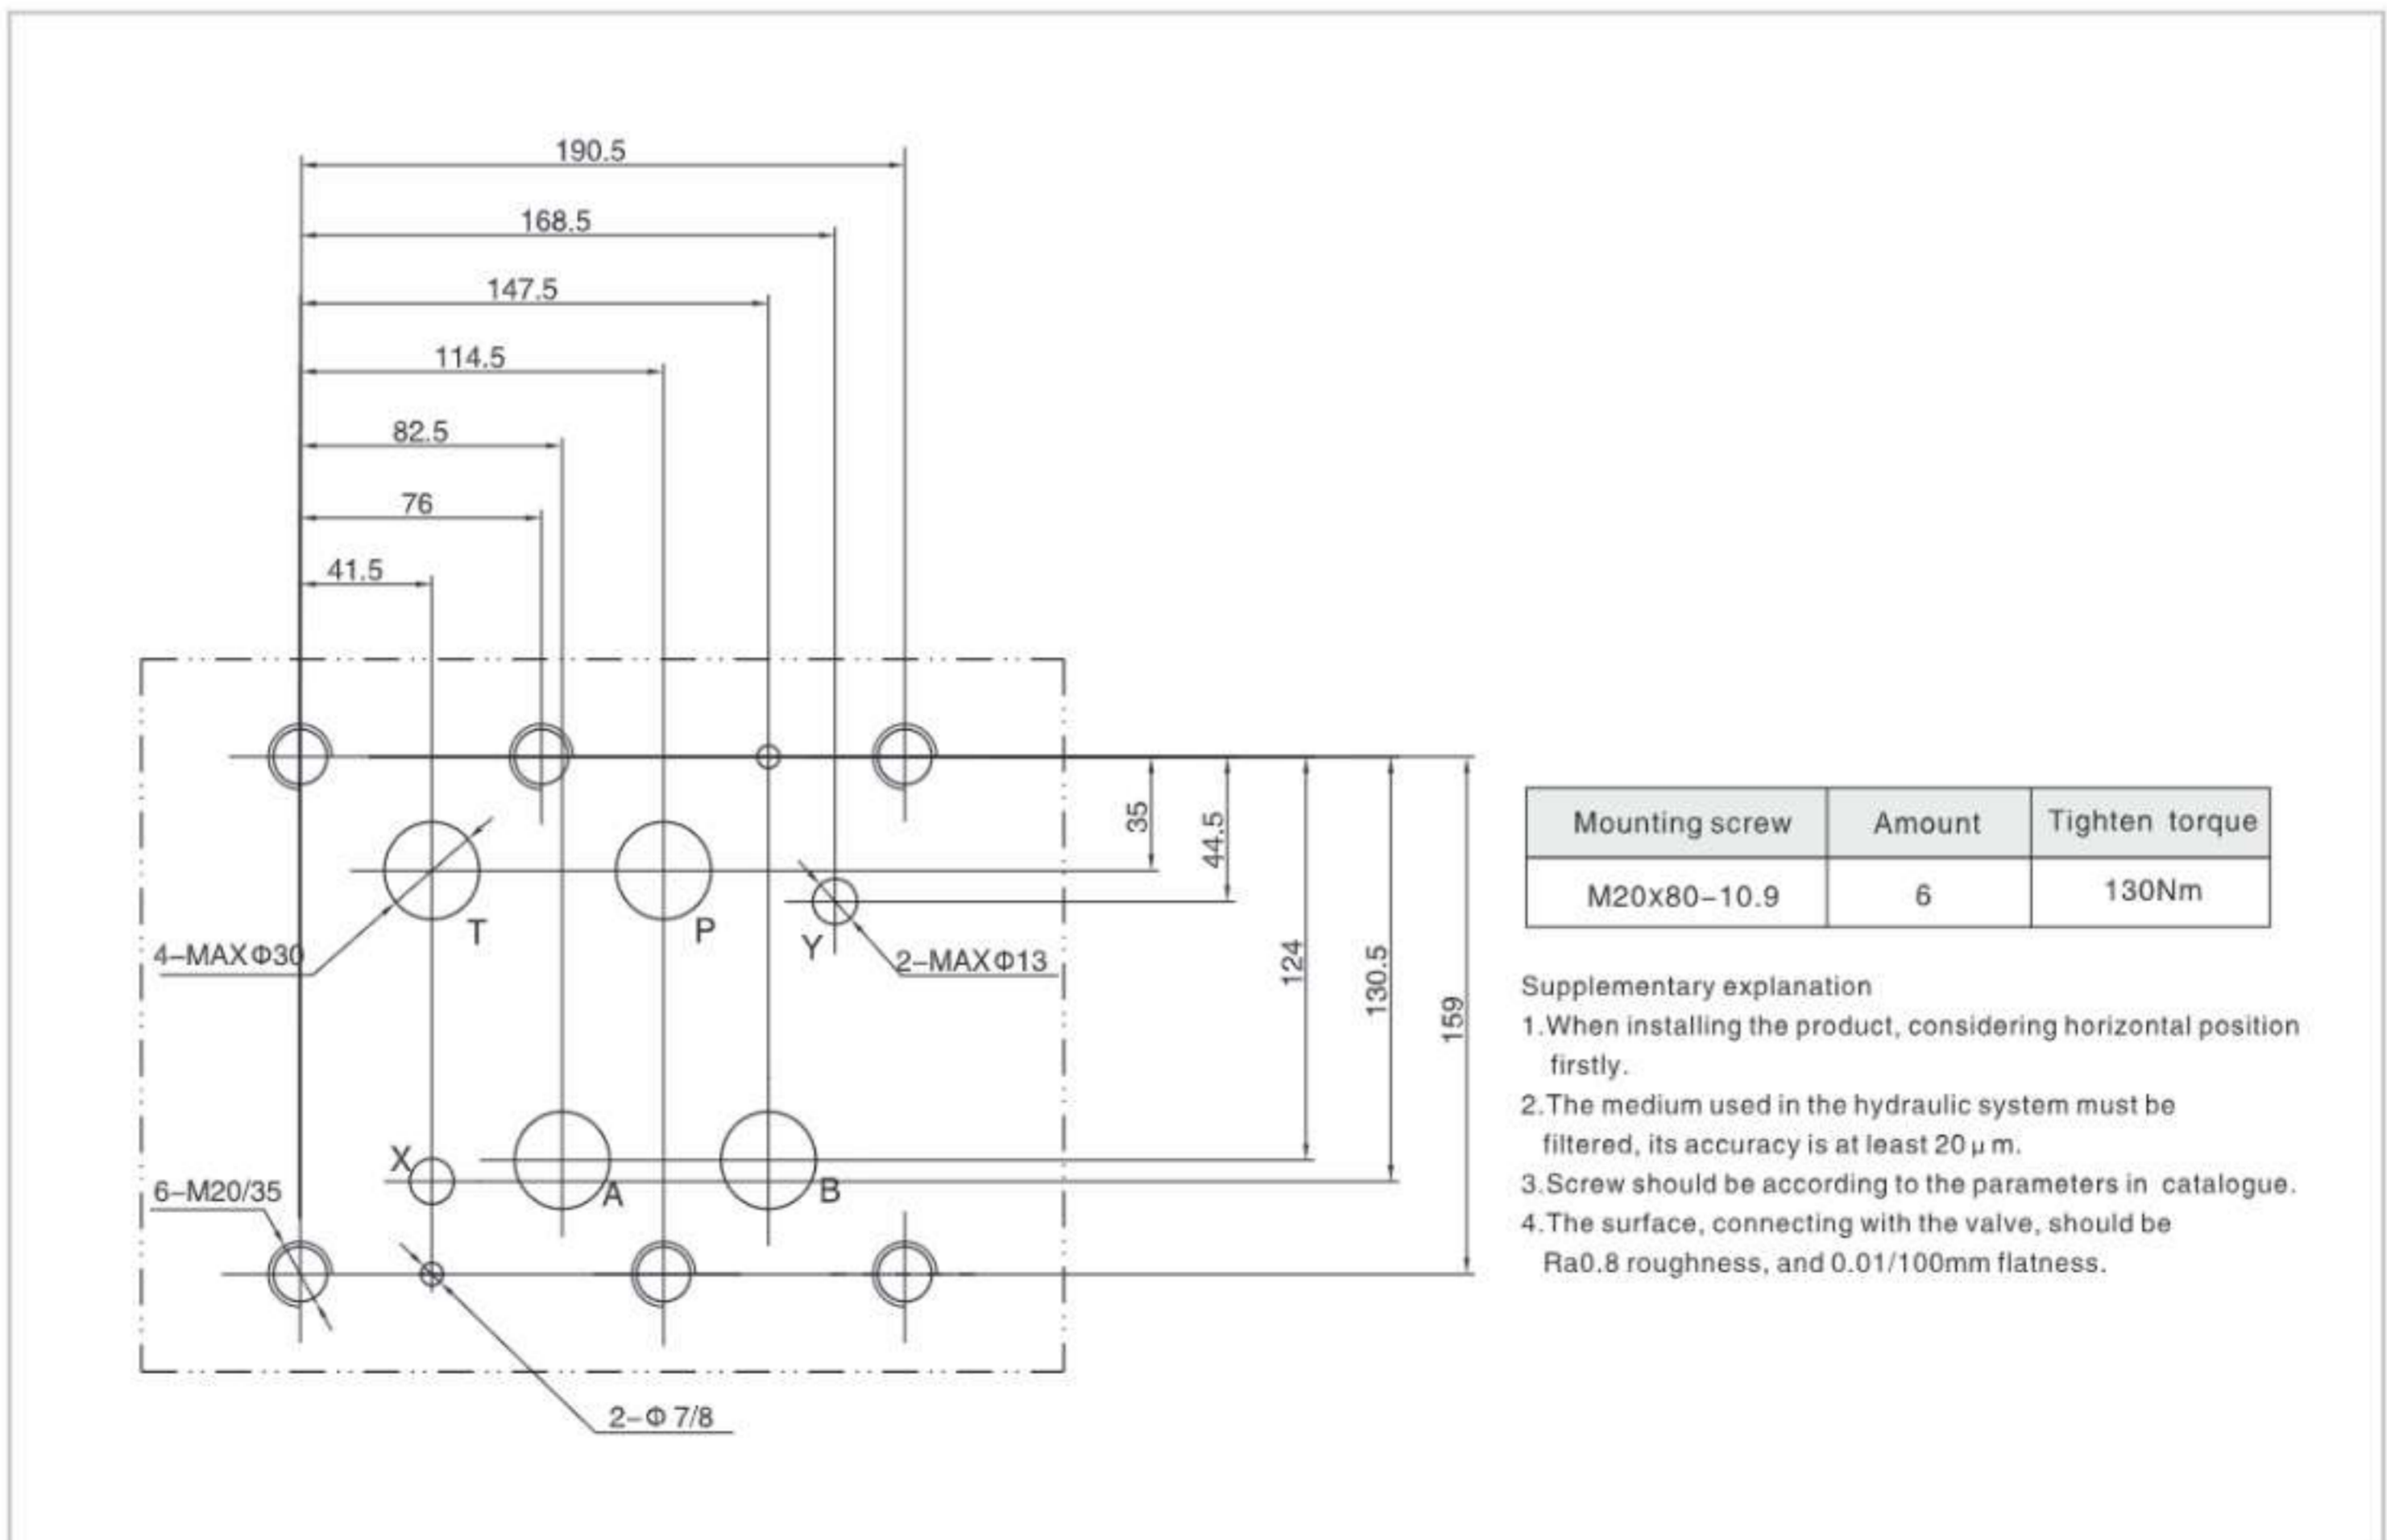 190.5
168.5
147.5
114.5
82.5
76
41.5
35
44.5
124
130.5
159
T
P
Y
4–MAXΦ30
2–MAXΦ13
X
A
B
6–M20/35
2–Φ 7/8
Mounting screw Amount Tighten torque
M20x80–10.9 6 130Nm
Supplementary explanation
1.When installing the product, considering horizontal position
firstly.
2.The medium used in the hydraulic system must be
filtered, its accuracy is at least 20 μ m.
3.Screw should be according to the parameters in catalogue.
4.The surface, connecting with the valve, should be
Ra0.8 roughness, and 0.01/100mm flatness.